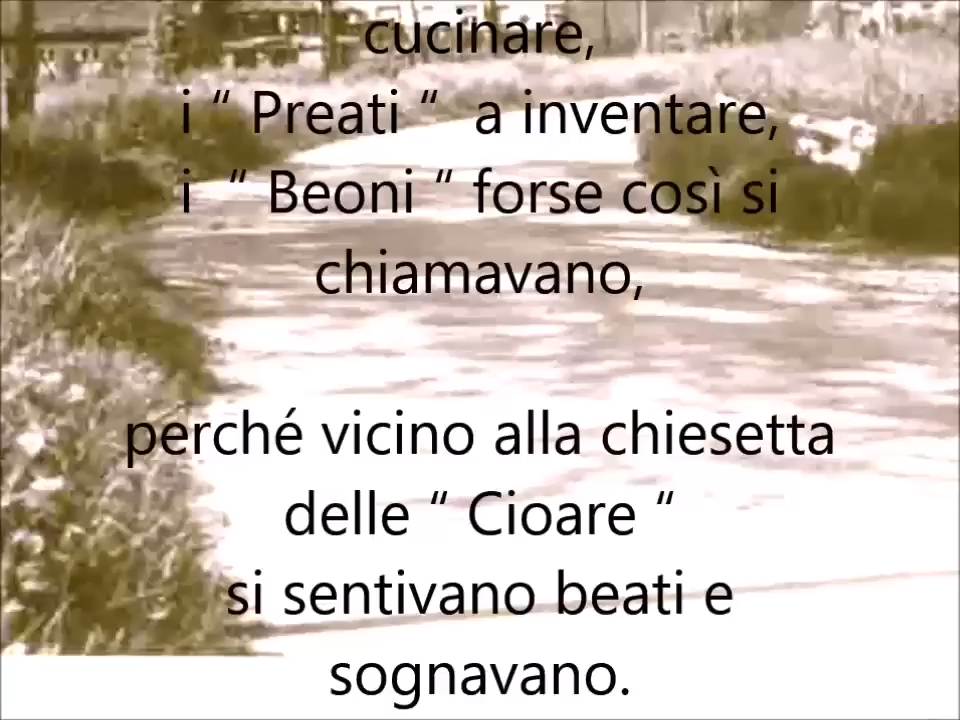 cucinare,
i “ Preati “ a inventare,
i “ Beoni “ forse così si
chiamavano,
perché vicino alla chiesetta
delle “ Cioare “
si sentivano beati e
sognavano.